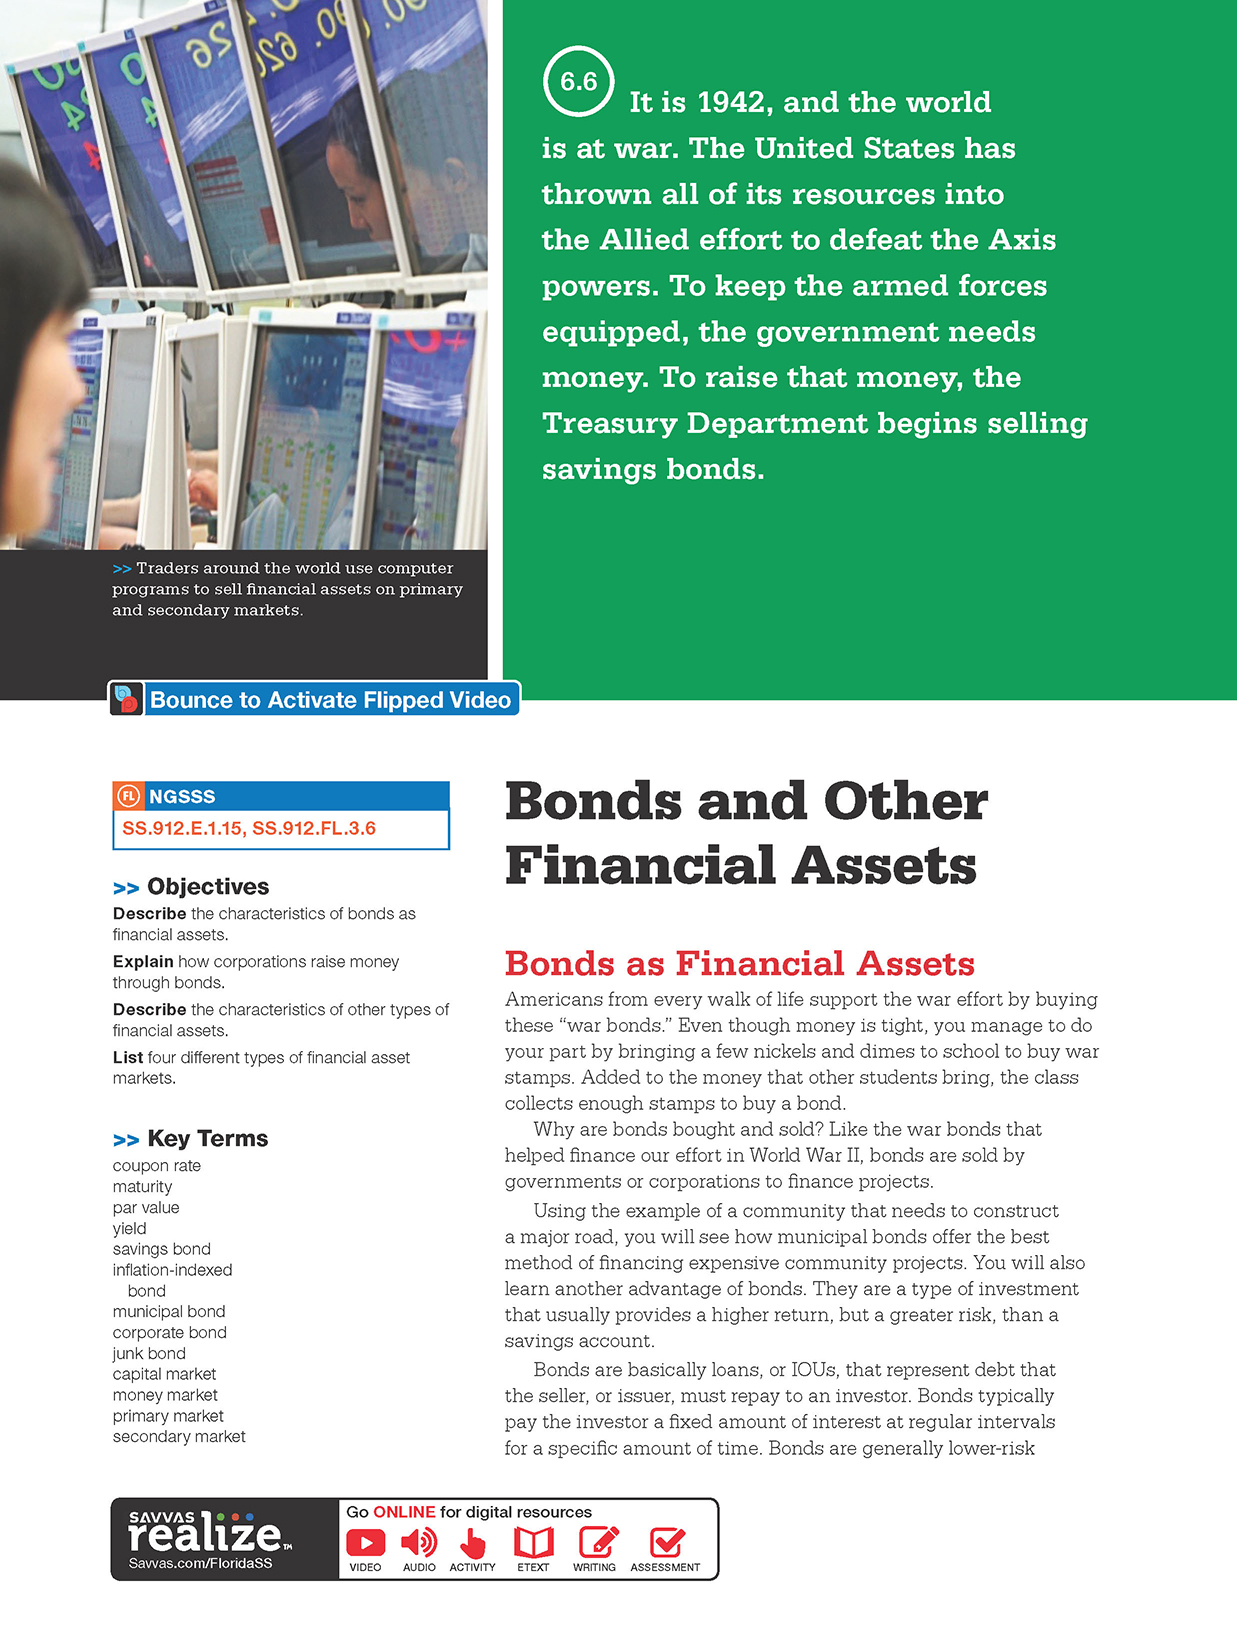 6.6
It is 1942, and the world
is at war. The United States has
thrown all of its resources into
the Allied effort to defeat the Axis
powers. To keep the armed forces
equipped, the government needs
money. To raise that money, the
Treasury Department begins selling
savings bonds.
>> Traders around the world use computer
programs to sell financial assets on primary
and secondary markets.
Bounce to Activate Flipped Video
FL NGSSS
SS.912.E.1.15, SS.912.FL.3.6
>> Objectives
Describe the characteristics of bonds as
financial assets.
Explain how corporations raise money
through bonds.
Describe the characteristics of other types of
financial assets.
List four different types of financial asset
markets.
>> Key Terms
coupon rate
maturity
par value
yield
savings bond
inflation-indexed
bond
municipal bond
corporate bond
junk bond
capital market
money market
primary market
secondary market
Bonds and Other
Financial Assets
Bonds as Financial Assets
Americans from every walk of life support the war effort by buying
these “war bonds.” Even though money is tight, you manage to do
your part by bringing a few nickels and dimes to school to buy war
stamps. Added to the money that other students bring, the class
collects enough stamps to buy a bond.
Why are bonds bought and sold? Like the war bonds that
helped finance our effort in World War II, bonds are sold by
governments or corporations to finance projects.
Using the example of a community that needs to construct
a major road, you will see how municipal bonds offer the best
method of financing expensive community projects. You will also
learn another advantage of bonds. They are a type of investment
that usually provides a higher return, but a greater risk, than a
savings account.
Bonds are basically loans, or IOUs, that represent debt that
the seller, or issuer, must repay to an investor. Bonds typically
pay the investor a fixed amount of interest at regular intervals
for a specific amount of time. Bonds are generally lower-risk
SAVVAS
realize™
Savvas.com/FloridaSS
Go ONLINE for digital resources
VIDEO AUDIO ACTIVITY ETEXT WRITING ASSESSMENT